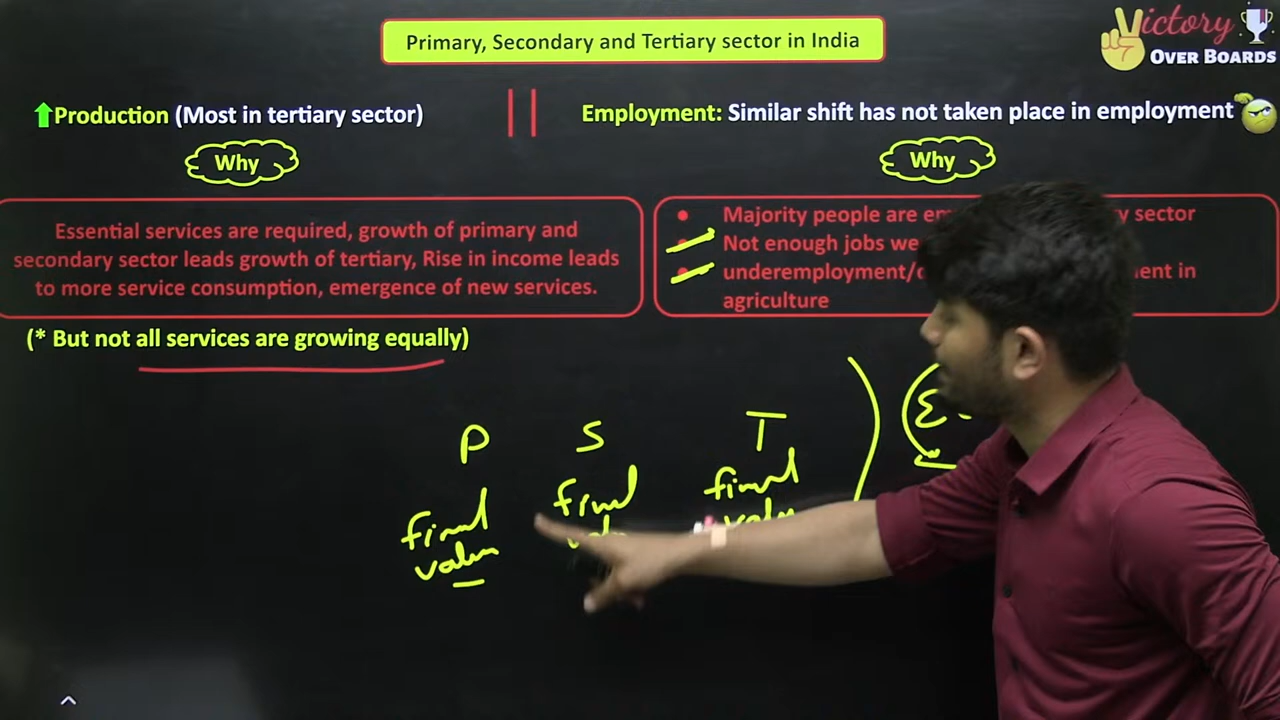 Primary, Secondary and Tertiary sector in India
Victory
OVER BOARDS
Production (Most in tertiary sector)
Employment: Similar shift has not taken place in employment
Why
Why
Essential services are required, growth of primary and
secondary sector leads growth of tertiary, Rise in income leads
to more service consumption, emergence of new services.
• Majority people are sector
• Not enough jobs
• underemployment/ in
agriculture
(* But not all services are growing equally)
P S T
final final final
value value